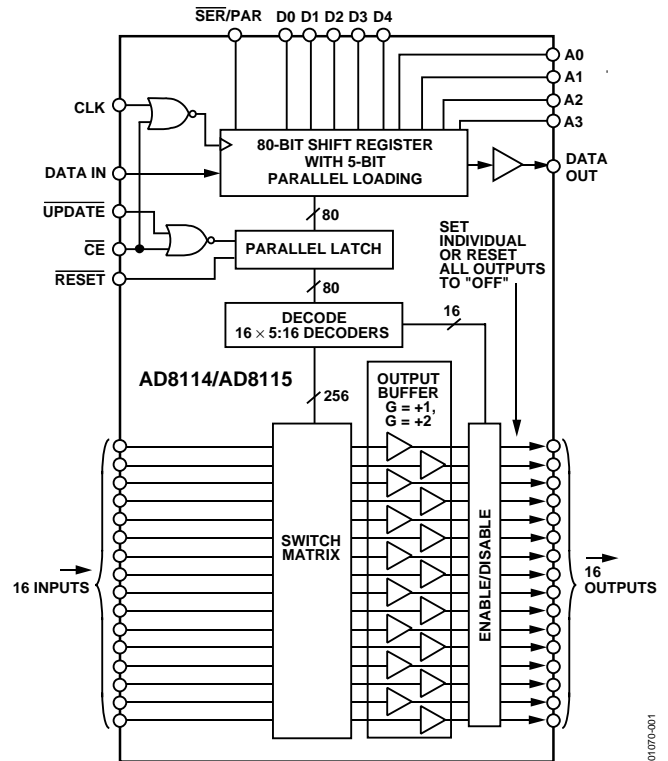 SER/PAR D0 D1 D2 D3 D4
A0
A1
A2
A3
CLK
80-BIT SHIFT REGISTER
WITH 5-BIT
PARALLEL LOADING
DATA IN
DATA
OUT
UPDATE
CE
RESET
80
PARALLEL LATCH
80
SET
INDIVIDUAL
OR RESET
ALL OUTPUTS
TO "OFF"
DECODE
16 × 5:16 DECODERS
16
AD8114/AD8115
256
OUTPUT
BUFFER
G = +1,
G = +2
SWITCH
MATRIX
ENABLE/DISABLE
16 INPUTS
16
OUTPUTS
01070-001